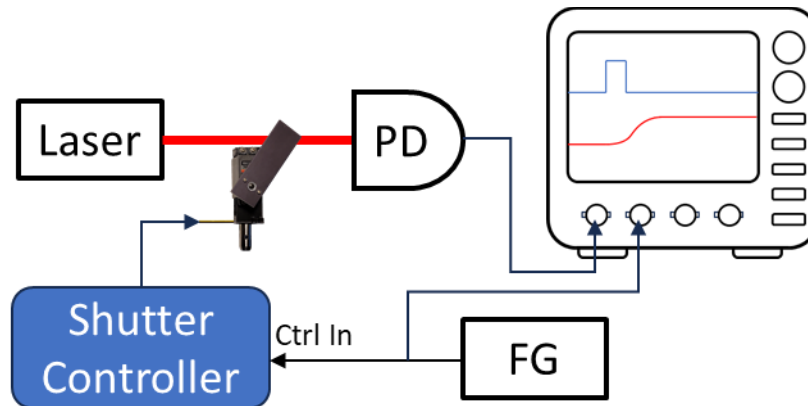 Laser
PD
Shutter
Controller
Ctrl In
FG